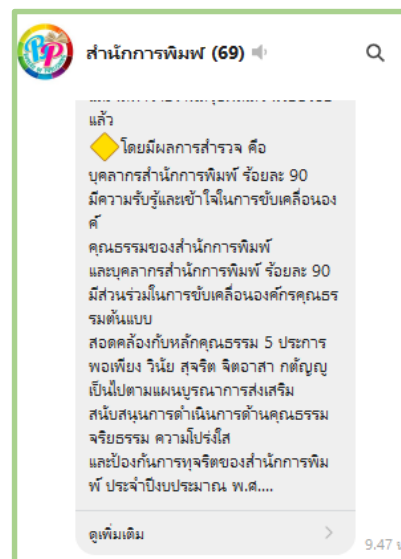 สำนักการพิมพ์ (69)
แล้ว
โดยมีผลการสำรวจ คือ
บุคลากรสำนักการพิมพ์ ร้อยละ 90
มีความรับรู้และเข้าใจในการขับเคลื่อนอง
ค์
คุณธรรมของสำนักการพิมพ์
และบุคลากรสำนักการพิมพ์ ร้อยละ 90
มีส่วนร่วมในการขับเคลื่อนองค์กรคุณธร
รมต้นแบบ
สอดคล้องกับหลักคุณธรรม 5 ประการ
พอเพียง วินัย สุจริต จิตอาสา กตัญญู
เป็นไปตามแผนบูรณาการส่งเสริม
สนับสนุนการดำเนินการด้านคุณธรรม
จริยธรรม ความโปร่งใส
และป้องกันการทุจริตของสำนักการพิม
พ์ ประจำปีงบประมาณ พ.ศ....
ดูเพิ่มเติม
9.47